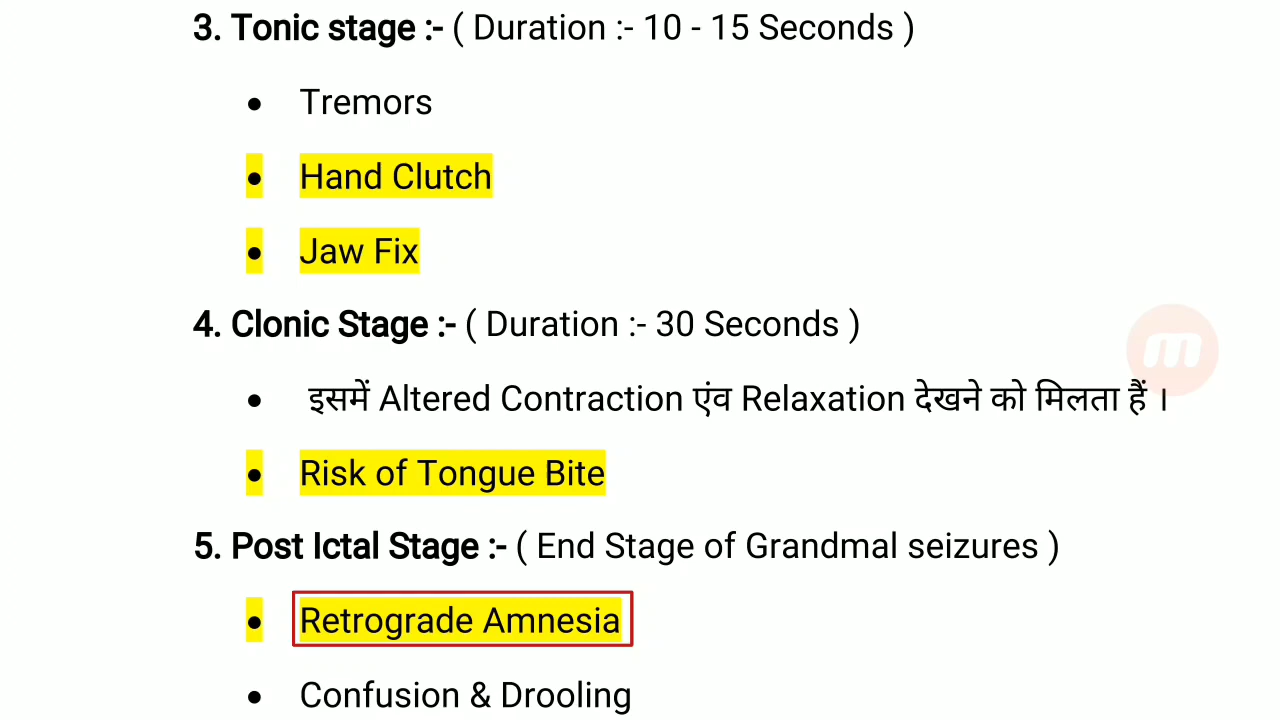 3. Tonic stage :- ( Duration :- 10 - 15 Seconds )
• Tremors
• Hand Clutch
• Jaw Fix
4. Clonic Stage :- ( Duration :- 30 Seconds )
• इसमें Altered Contraction एंव Relaxation देखने को मिलता हैं ।
• Risk of Tongue Bite
5. Post Ictal Stage :- ( End Stage of Grandmal seizures )
• Retrograde Amnesia
• Confusion & Drooling